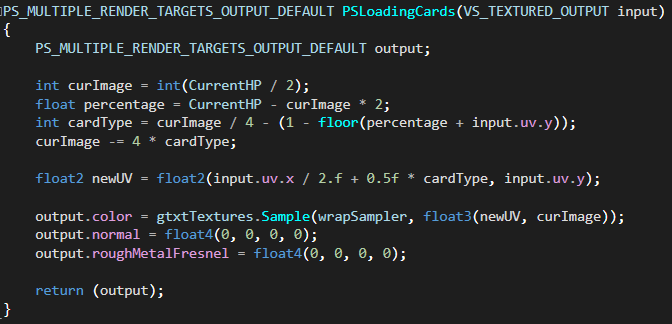 PS_MULTIPLE_RENDER_TARGETS_OUTPUT_DEFAULT PSLoadingCards(VS_TEXTURED_OUTPUT input)
{
    PS_MULTIPLE_RENDER_TARGETS_OUTPUT_DEFAULT output;

    int curImage = int(CurrentHP / 2);
    float percentage = CurrentHP - curImage * 2;
    int cardType = curImage / 4 - (1 - floor(percentage + input.uv.y));
    curImage -= 4 * cardType;

    float2 newUV = float2(input.uv.x / 2.f + 0.5f * cardType, input.uv.y);

    output.color = gtxtTextures.Sample(wrapSampler, float3(newUV, curImage));
    output.normal = float4(0, 0, 0, 0);
    output.roughMetalFresnel = float4(0, 0, 0, 0);

    return (output);
}